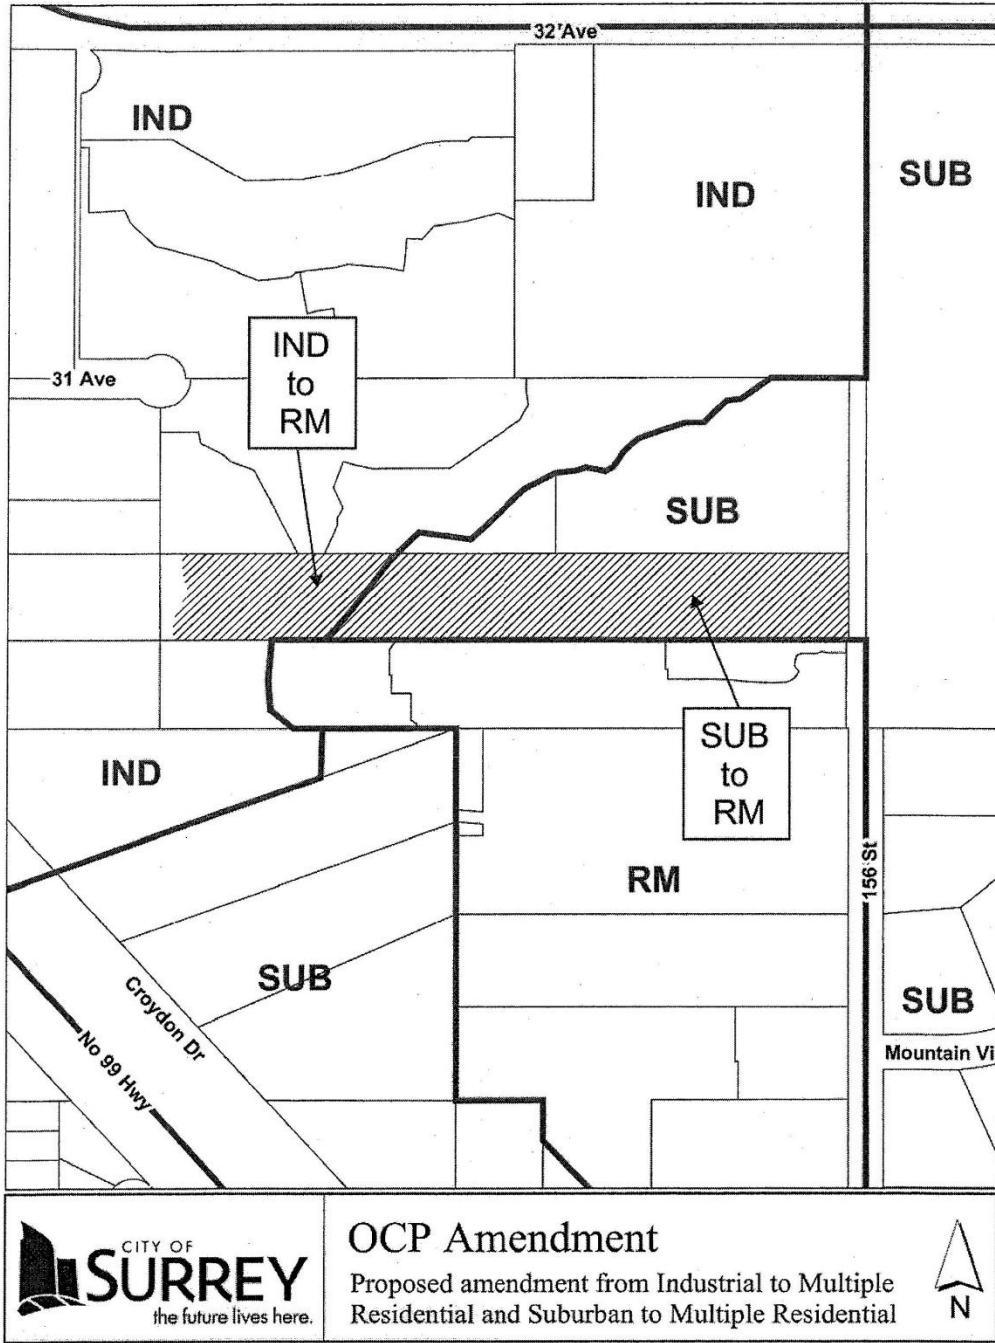 32 Ave
IND
SUB
IND
IND
to
RM
31 Ave
SUB
SUB
to
RM
IND
RM
156 St
SUB
Croydon Dr
SUB
No 99 Hwy
Mountain Vi
CITY OF
SURREY
the future lives here.
OCP Amendment
Proposed amendment from Industrial to Multiple
Residential and Suburban to Multiple Residential
N